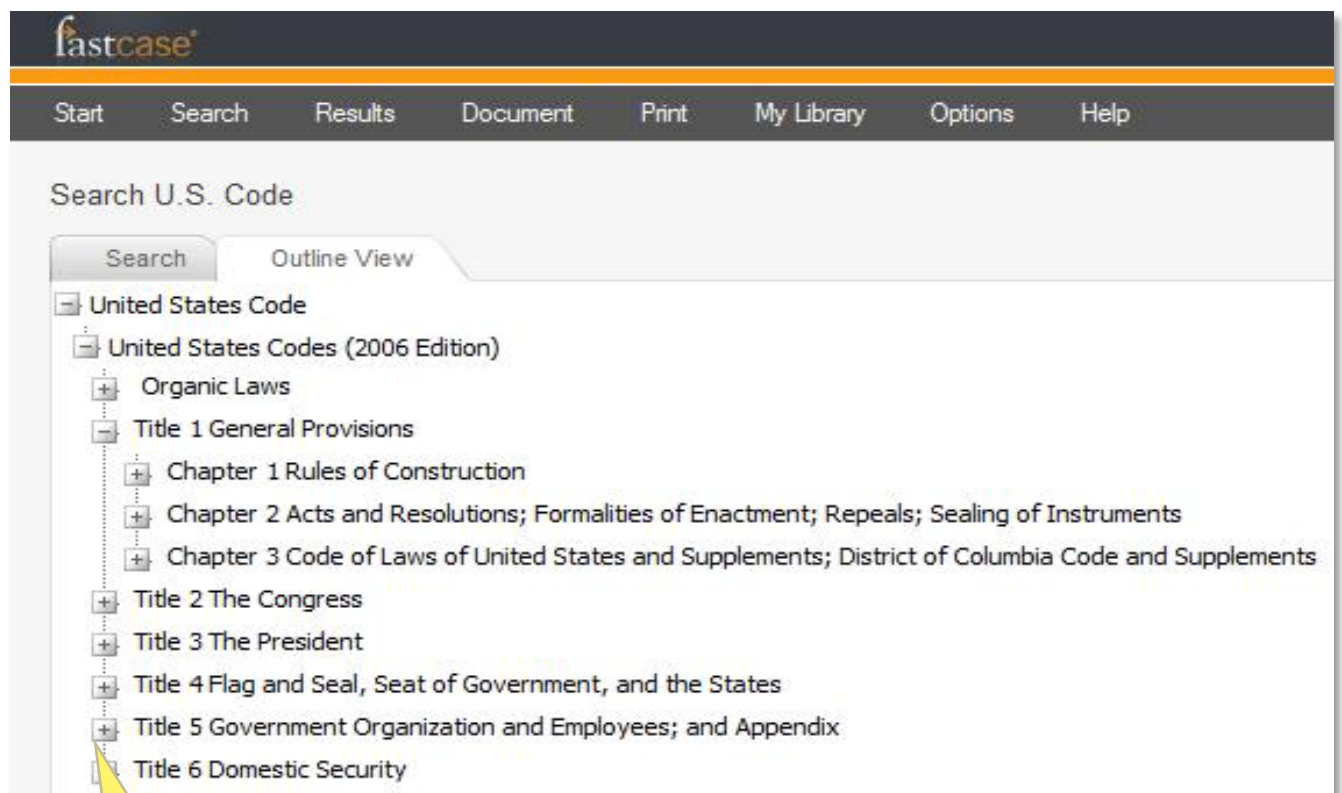 fastcase
Start Search Results Document Print My Library Options Help
Search U.S. Code
Search Outline View
United States Code
United States Codes (2006 Edition)
Organic Laws
Title 1 General Provisions
Chapter 1 Rules of Construction
Chapter 2 Acts and Resolutions; Formalities of Enactment; Repeals; Sealing of Instruments
Chapter 3 Code of Laws of United States and Supplements; District of Columbia Code and Supplements
Title 2 The Congress
Title 3 The President
Title 4 Flag and Seal, Seat of Government, and the States
Title 5 Government Organization and Employees; and Appendix
Title 6 Domestic Security